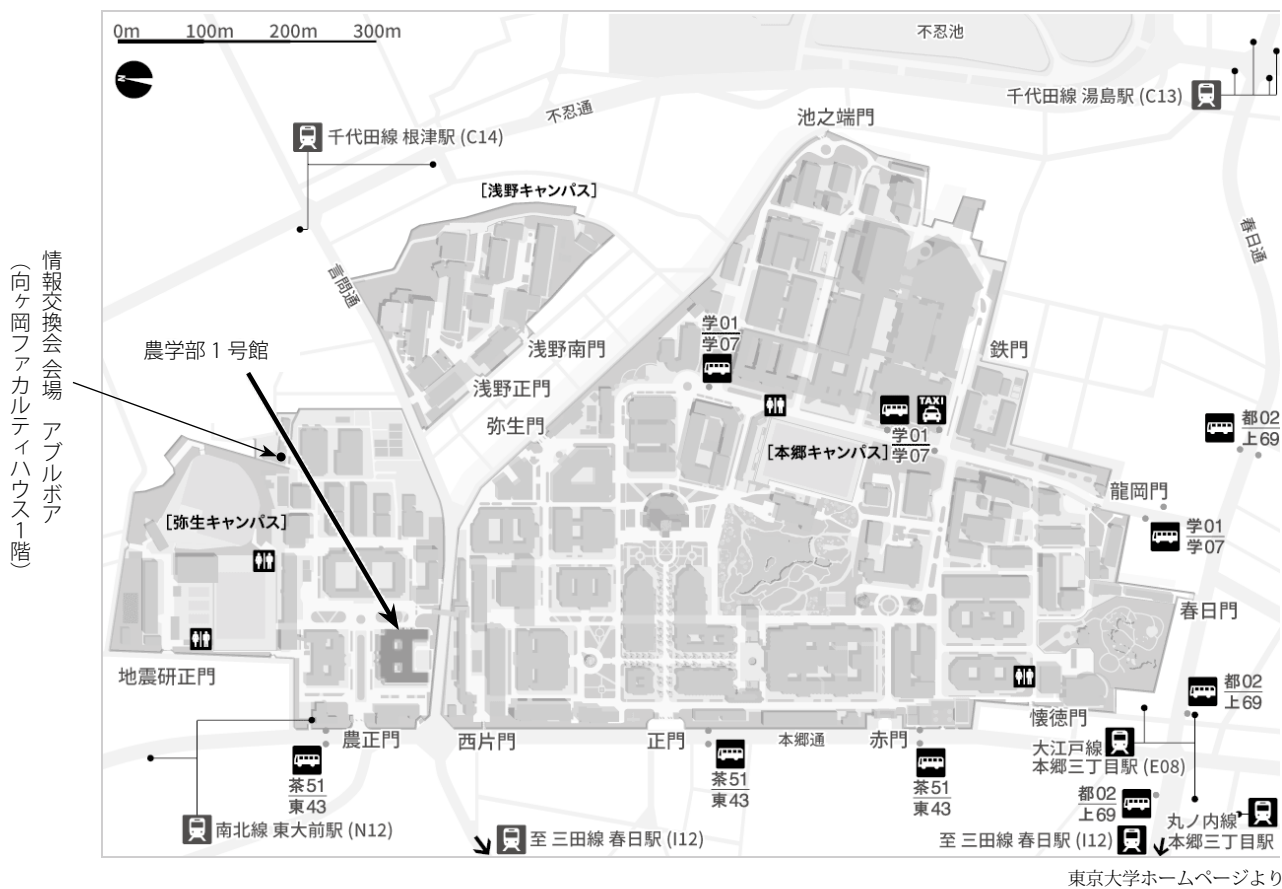 0m 100m 200m 300m
N
不忍池
千代田線 湯島駅 (C13)
不忍通
池之端門
千代田線 根津駅 (C14)
[浅野キャンパス]
春日通
言問通
情報交換会会場 アブルボア
(向ヶ岡ファカルティハウス1階)
農学部1号館
学01
学07
浅野南門
鉄門
浅野正門
TAXI
弥生門
学01
学07
都02
上69
[本郷キャンパス]
龍岡門
[弥生キャンパス]
学01
学07
春日門
地震研正門
都02
上69
懐徳門
農正門
西片門
正門
本郷通
赤門
大江戸線
本郷三丁目駅 (E08)
茶51
東43
茶51
東43
茶51
東43
都02
上69
丸ノ内線
本郷三丁目駅
南北線 東大前駅 (N12)
至 三田線 春日駅 (I12)
至 三田線 春日駅 (I12)
東京大学ホームページより